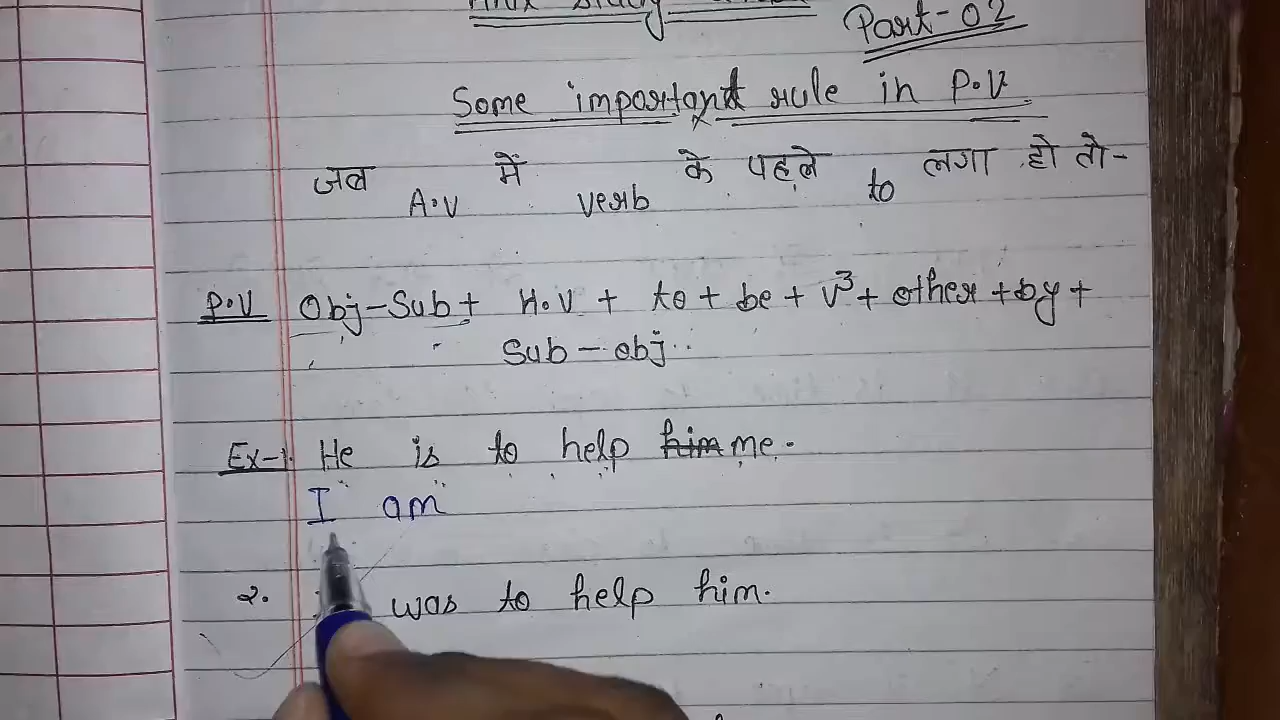 Part-02
Some important rule in P.V.
जब A.V में verb के पहले to लगा हो तो-
P.V Obj-Sub+ H.V + to + be + V³ + other + by +
Sub-obj.
Ex-1. He is to help him me.
I am
2. was to help him.